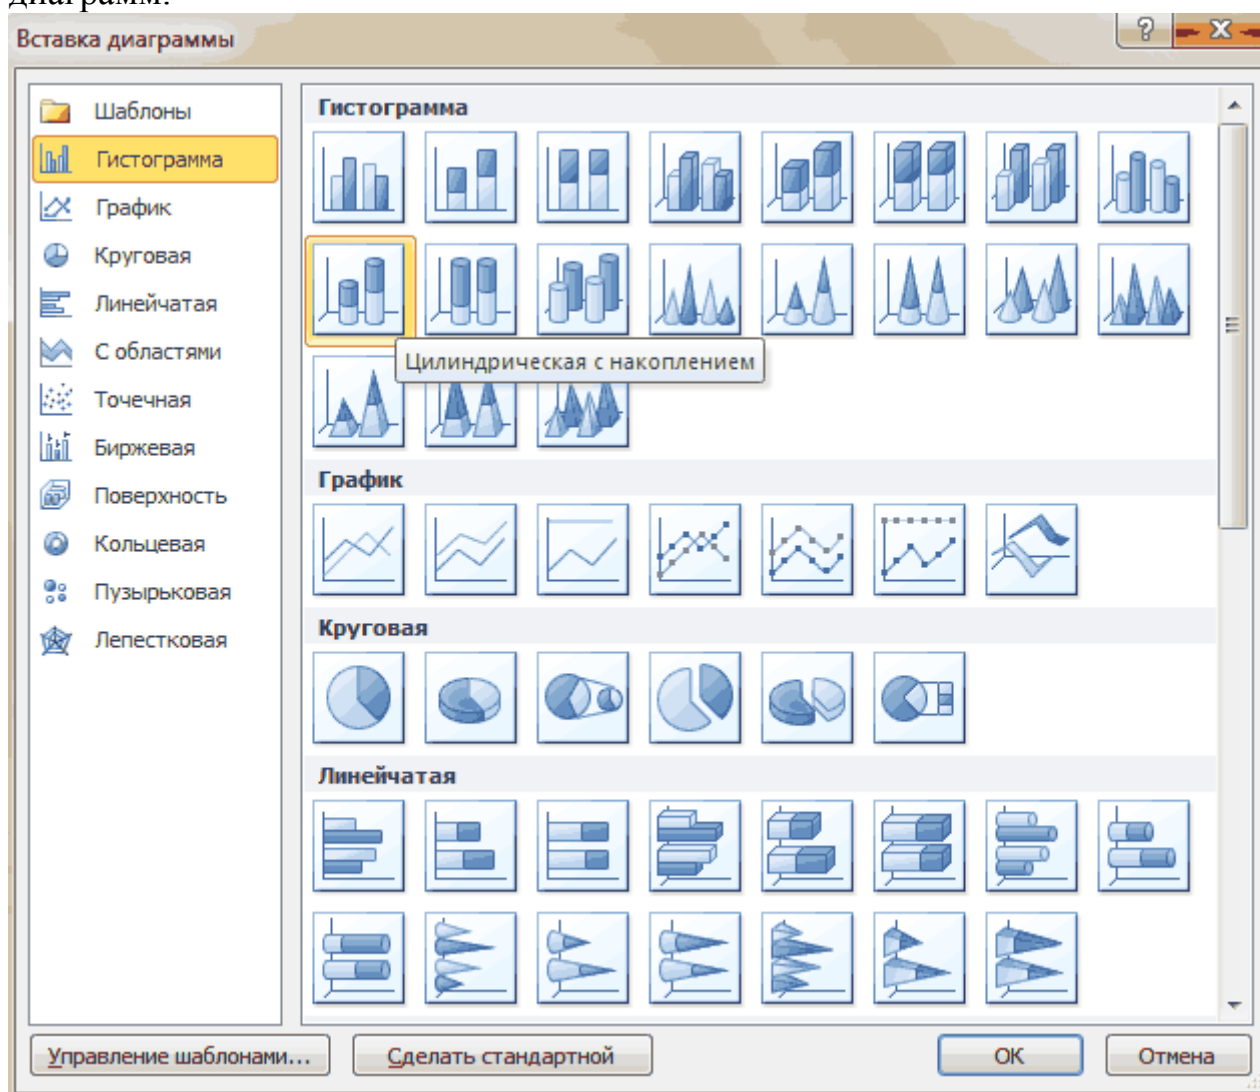 диаграмм:
Вставка диаграммы
Шаблоны
Гистограмма
График
Круговая
Линейчатая
С областями
Точечная
Биржевая
Поверхность
Кольцевая
Пузырьковая
Лепестковая
Гистограмма
Цилиндрическая с накоплением
График
Круговая
Линейчатая
Управление шаблонами...
Сделать стандартной
ОК
Отмена